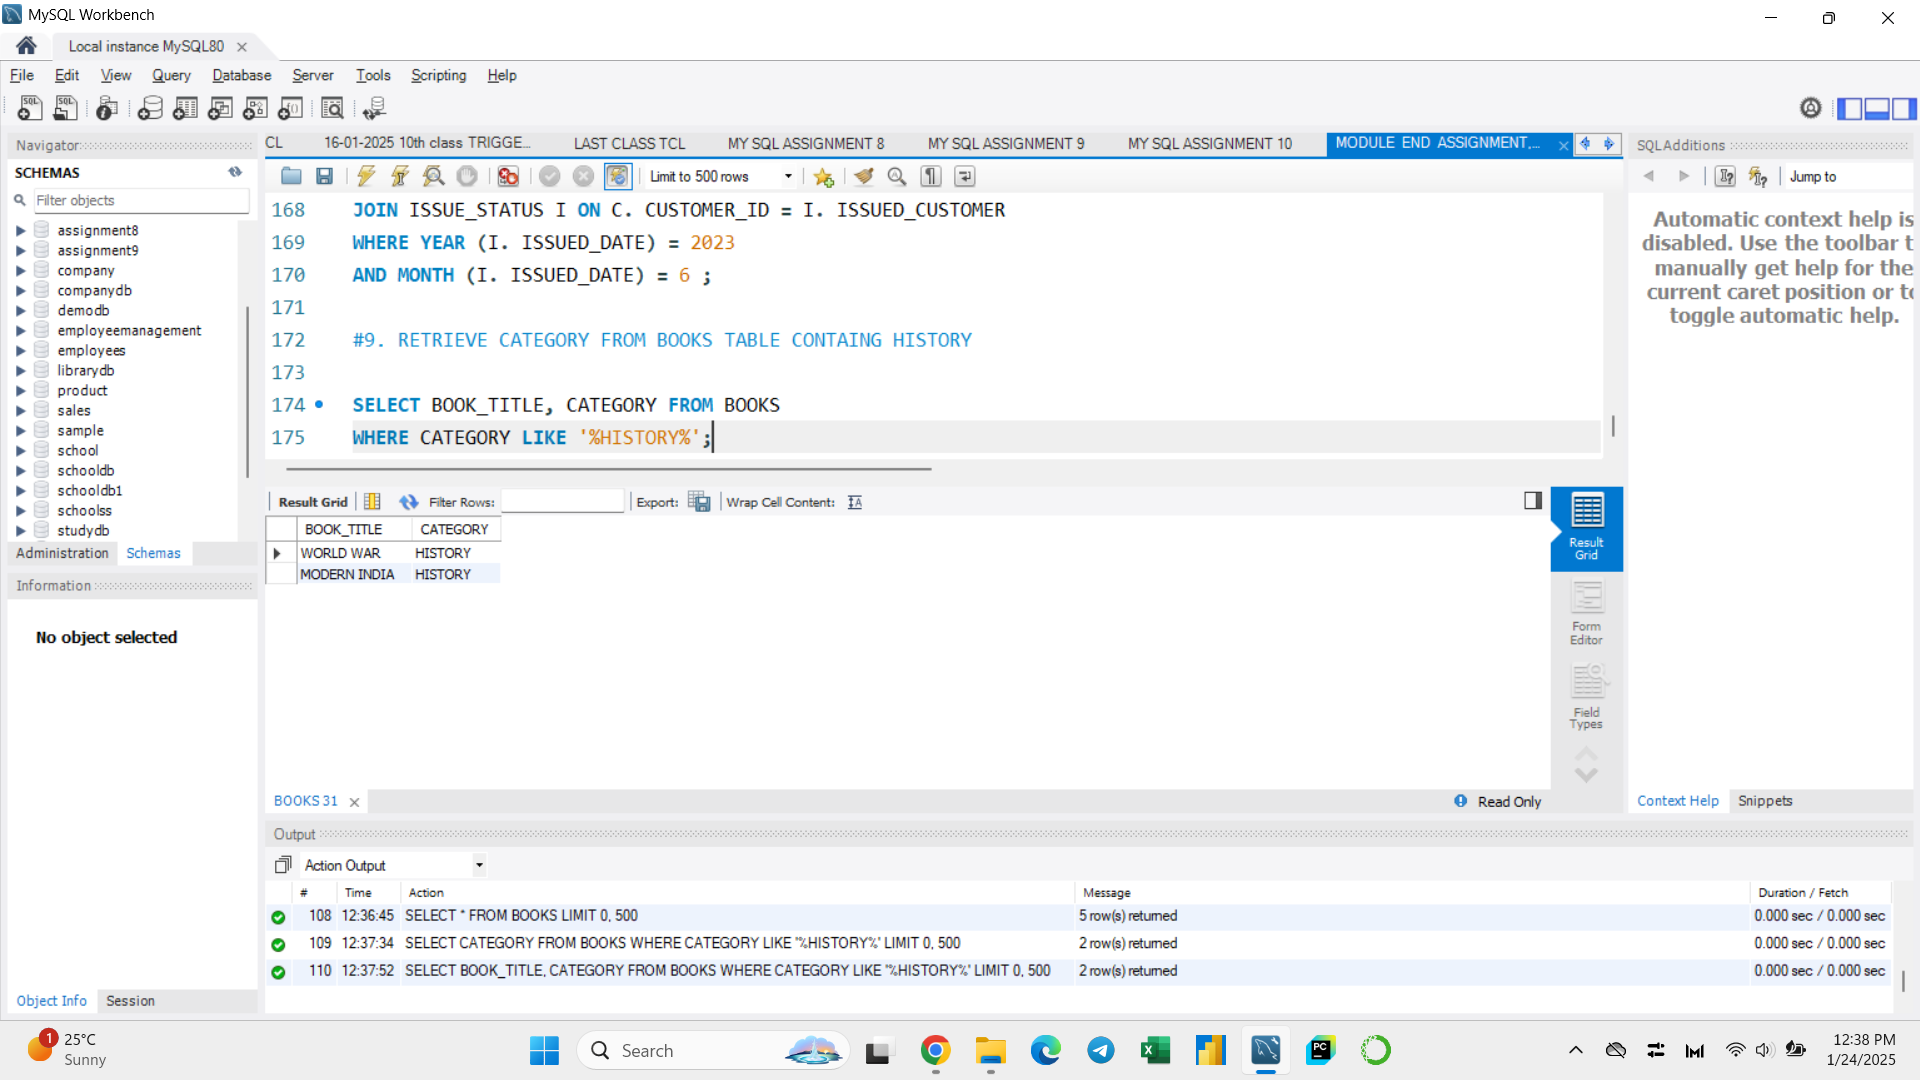 MySQL Workbench
Local instance MySQL80
File Edit View Query Database Server Tools Scripting Help
Navigator
SCHEMAS
Filter objects
assignment8
assignment9
company
companydb
demodb
employeemanagement
employees
librarydb
product
sales
sample
school
schooldb
schooldb1
schoolss
studydb
Administration Schemas
Information
No object selected
Object Info Session
CL 16-01-2025 10th class TRIGGE... LAST CLASS TCL MY SQL ASSIGNMENT 8 MY SQL ASSIGNMENT 9 MY SQL ASSIGNMENT 10 MODULE END ASSIGNMENT,...
Limit to 500 rows
168 JOIN ISSUE_STATUS I ON C. CUSTOMER_ID = I. ISSUED_CUSTOMER
169 WHERE YEAR (I. ISSUED_DATE) = 2023
170 AND MONTH (I. ISSUED_DATE) = 6 ;
171
172 #9. RETRIEVE CATEGORY FROM BOOKS TABLE CONTAING HISTORY
173
174 SELECT BOOK_TITLE, CATEGORY FROM BOOKS
175 WHERE CATEGORY LIKE '%HISTORY%';
Result Grid Filter Rows: Export: Wrap Cell Content:
BOOK_TITLE CATEGORY
WORLD WAR HISTORY
MODERN INDIA HISTORY
Result
Grid
Form
Editor
Field
Types
BOOKS 31 Read Only
SQLAdditions
Jump to
Automatic context help is
disabled. Use the toolbar t
manually get help for the
current caret position or to
toggle automatic help.
Context Help Snippets
Output
Action Output
# Time Action Message Duration / Fetch
108 12:36:45 SELECT * FROM BOOKS LIMIT 0, 500 5 row(s) returned 0.000 sec / 0.000 sec
109 12:37:34 SELECT CATEGORY FROM BOOKS WHERE CATEGORY LIKE '%HISTORY%' LIMIT 0, 500 2 row(s) returned 0.000 sec / 0.000 sec
110 12:37:52 SELECT BOOK_TITLE, CATEGORY FROM BOOKS WHERE CATEGORY LIKE '%HISTORY%' LIMIT 0, 500 2 row(s) returned 0.000 sec / 0.000 sec
1
25°C
Sunny
Search
12:38 PM
1/24/2025